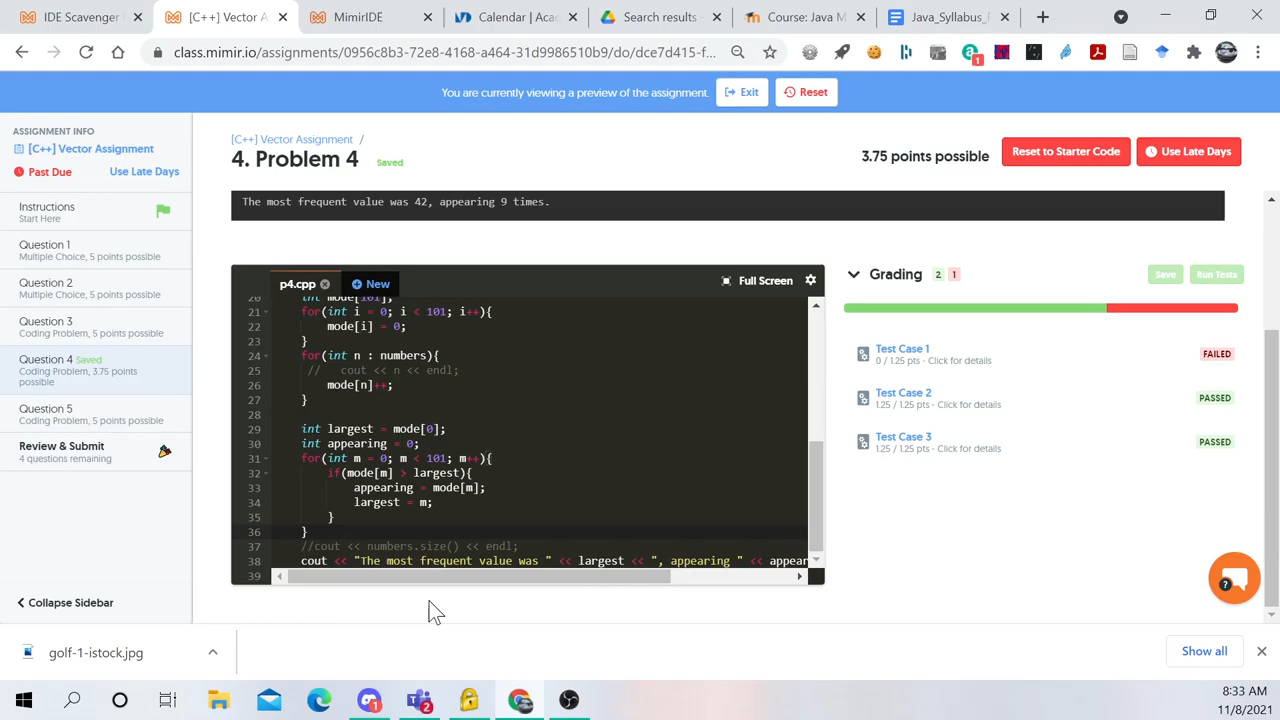 IDE Scavenger
[C++] Vector A
MimirIDE
Calendar | Aca
Search results
Course: Java M
Java_Syllabus_
class.mimir.io/assignments/0956c8b3-72e8-4168-a464-31d9986510b9/do/dce7d415-f...
1
You are currently viewing a preview of the assignment.
Exit
Reset
ASSIGNMENT INFO
[C++] Vector Assignment
Past Due
Use Late Days
Instructions
Start Here
Question 1
Multiple Choice, 5 points possible
Question 2
Multiple Choice, 5 points possible
Question 3
Coding Problem, 5 points possible
Question 4 Saved
Coding Problem, 3.75 points
possible
Question 5
Coding Problem, 5 points possible
Review & Submit
4 questions remaining
Collapse Sidebar
[C++] Vector Assignment /
4. Problem 4
Saved
3.75 points possible
Reset to Starter Code
Use Late Days
The most frequent value was 42, appearing 9 times.
p4.cpp
New
Full Screen
20 int mode[101];
21 for(int i = 0; i < 101; i++){
22 mode[i] = 0;
23 }
24 for(int n : numbers){
25 // cout << n << endl;
26 mode[n]++;
27 }
28
29 int largest = mode[0];
30 int appearing = 0;
31 for(int m = 0; m < 101; m++){
32 if(mode[m] > largest){
33 appearing = mode[m];
34 largest = m;
35 }
36 }
37 //cout << numbers.size() << endl;
38 cout << "The most frequent value was " << largest << ", appearing " << appear
39
Grading
2
1
Save
Run Tests
Test Case 1
0 / 1.25 pts - Click for details
FAILED
Test Case 2
1.25 / 1.25 pts - Click for details
PASSED
Test Case 3
1.25 / 1.25 pts - Click for details
PASSED
golf-1-istock.jpg
Show all
1
2
8:33 AM
11/8/2021